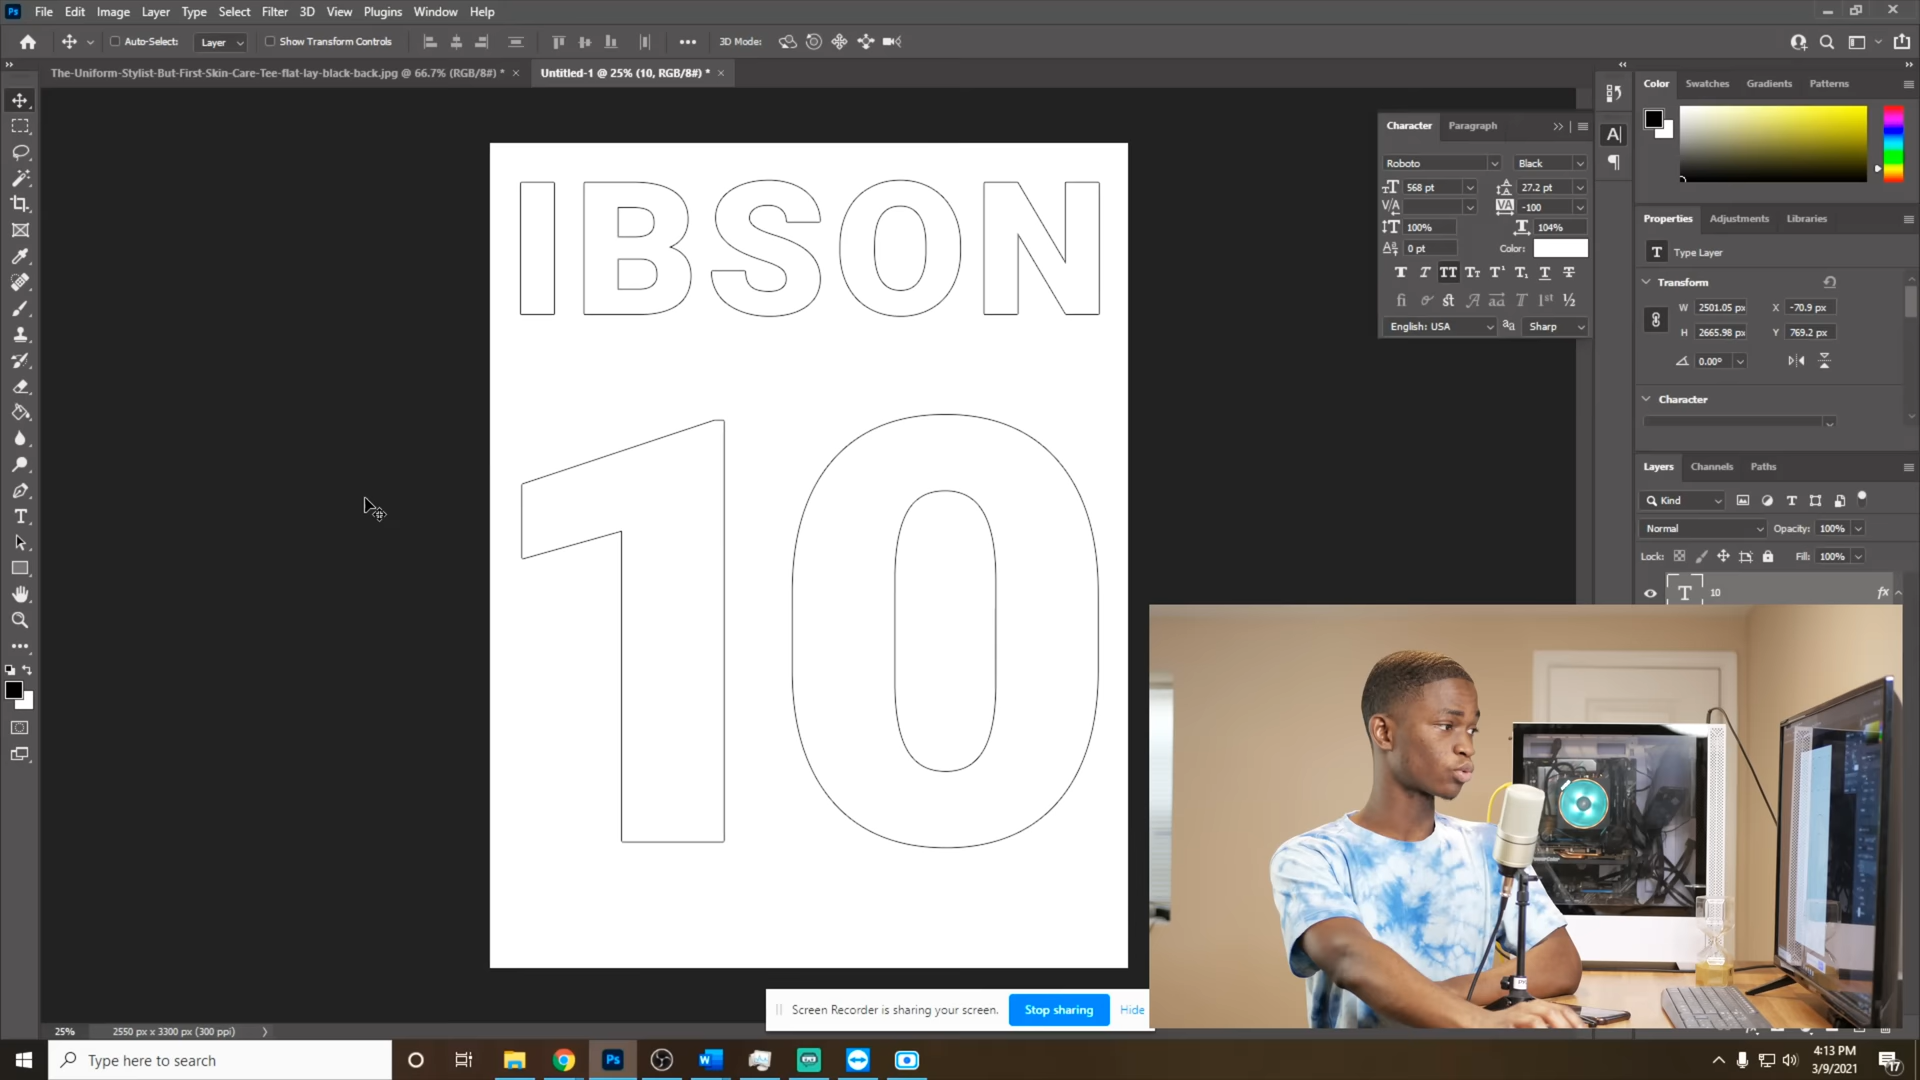 Ps File Edit Image Layer Type Select Filter 3D View Plugins Window Help
Auto-Select: Layer Show Transform Controls 3D Mode:
The-Uniform-Stylist-But-First-Skin-Care-Tee-flat-lay-black-back.jpg @ 66.7% (RGB/8#) * × Untitled-1 @ 25% (10, RGB/8#) * ×
IBSON
10
Character Paragraph
Roboto Black
568 pt 27.2 pt
-100
100% 104%
0 pt Color:
English: USA Sharp
Color Swatches Gradients Patterns
Properties Adjustments Libraries
T Type Layer
Transform
W 2501.05 px X -70.9 px
H 2665.98 px Y 769.2 px
0.00°
Character
Layers Channels Paths
Kind
Normal Opacity: 100%
Lock: Fill: 100%
T 10 fx
Screen Recorder is sharing your screen. Stop sharing Hide
25% 2550 px x 3300 px (300 ppi)
Type here to search
4:13 PM
3/9/2021
17